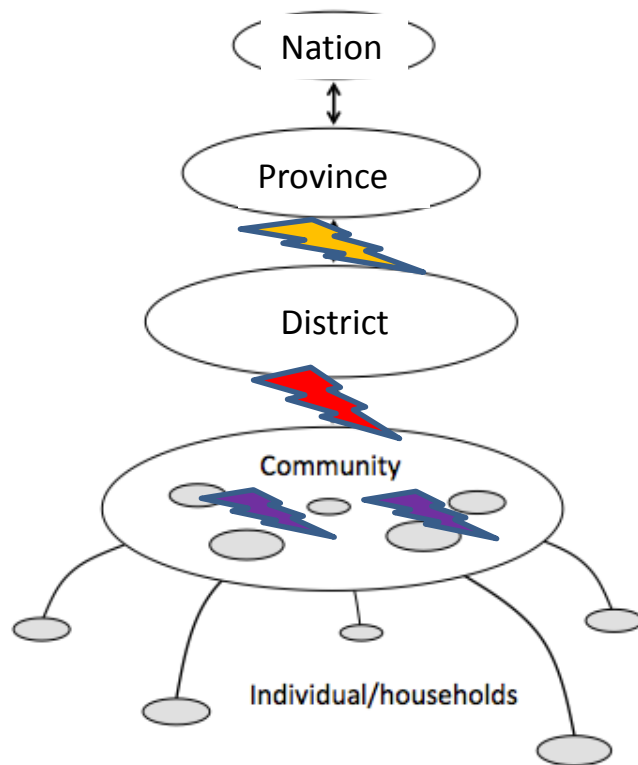 Nation
Province
District
Community
Individual/households